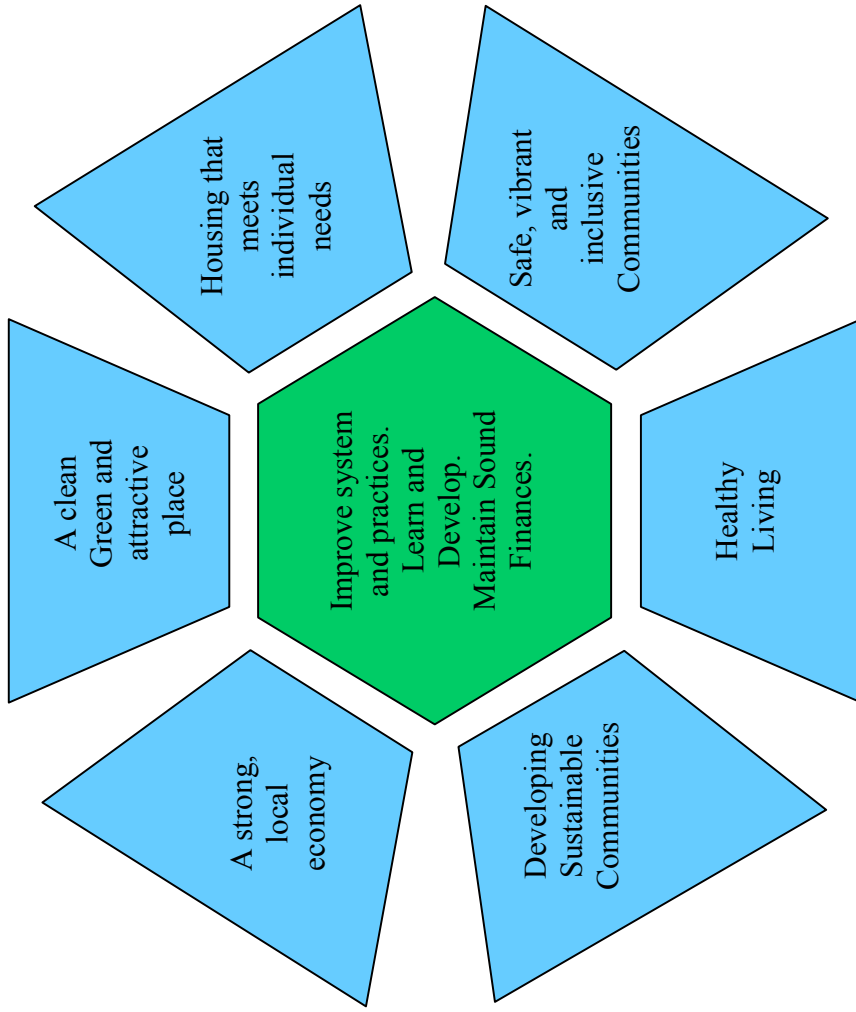 A clean
Green and
attractive
place
Housing that
meets
individual
needs
A strong,
local
economy
Improve system
and practices.
Learn and
Develop.
Maintain Sound
Finances.
Safe, vibrant
and
inclusive
Communities
Developing
Sustainable
Communities
Healthy
Living